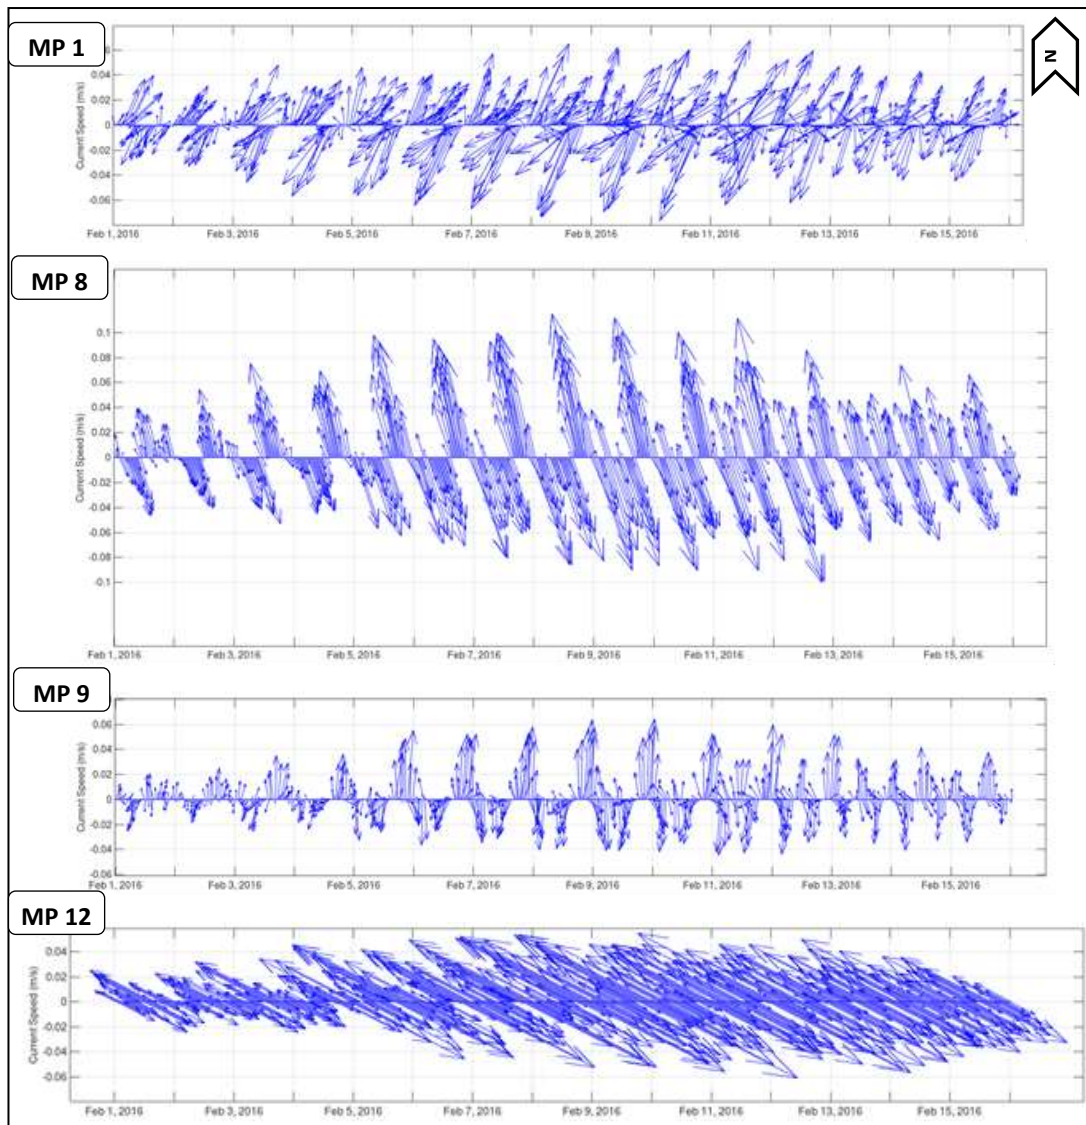 MP 1
N
Current Speed (m/s)
0.04
0.02
0
-0.02
-0.04
-0.06
Feb 1, 2016 Feb 3, 2016 Feb 5, 2016 Feb 7, 2016 Feb 9, 2016 Feb 11, 2016 Feb 13, 2016 Feb 15, 2016
MP 8
Current Speed (m/s)
0.1
0.08
0.06
0.04
0.02
0
-0.02
-0.04
-0.06
-0.08
-0.1
Feb 1, 2016 Feb 3, 2016 Feb 5, 2016 Feb 7, 2016 Feb 9, 2016 Feb 11, 2016 Feb 13, 2016 Feb 15, 2016
MP 9
Current Speed (m/s)
0.06
0.04
0.02
0
-0.02
-0.04
-0.06
Feb 1, 2016 Feb 3, 2016 Feb 5, 2016 Feb 7, 2016 Feb 9, 2016 Feb 11, 2016 Feb 13, 2016 Feb 15, 2016
MP 12
Current Speed (m/s)
0.04
0.02
0
-0.02
-0.04
-0.06
Feb 1, 2016 Feb 3, 2016 Feb 5, 2016 Feb 7, 2016 Feb 9, 2016 Feb 11, 2016 Feb 13, 2016 Feb 15, 2016